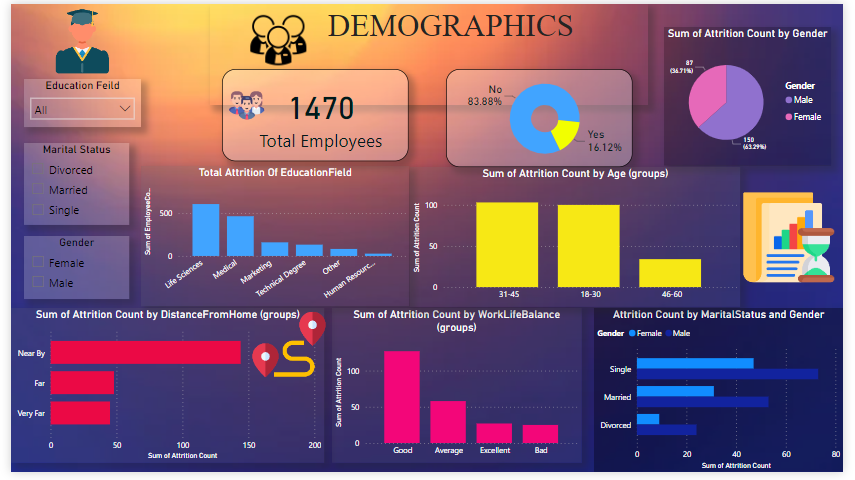 DEMOGRAPHICS
Education Feild
All
Marital Status
Divorced
Married
Single
Gender
Female
Male
1470
Total Employees
No
83.88%
Yes
16.12%
Sum of Attrition Count by Gender
87
(36.71%)
150
(63.29%)
Gender
Male
Female
Total Attrition Of EducationField
Sum of EmployeeCo...
500
0
Life Sciences
Medical
Marketing
Technical Degree
Other
Human Resourc...
Sum of Attrition Count by Age (groups)
Sum of Attrition Count
100
50
0
31-45
18-30
46-60
Sum of Attrition Count by DistanceFromHome (groups)
Near By
Far
Very Far
0
50
100
150
200
Sum of Attrition Count
Sum of Attrition Count by WorkLifeBalance
(groups)
Sum of Attrition Count
100
50
0
Good
Average
Excellent
Bad
Attrition Count by MaritalStatus and Gender
Gender Female Male
Single
Married
Divorced
0
20
40
60
80
Sum of Attrition Count